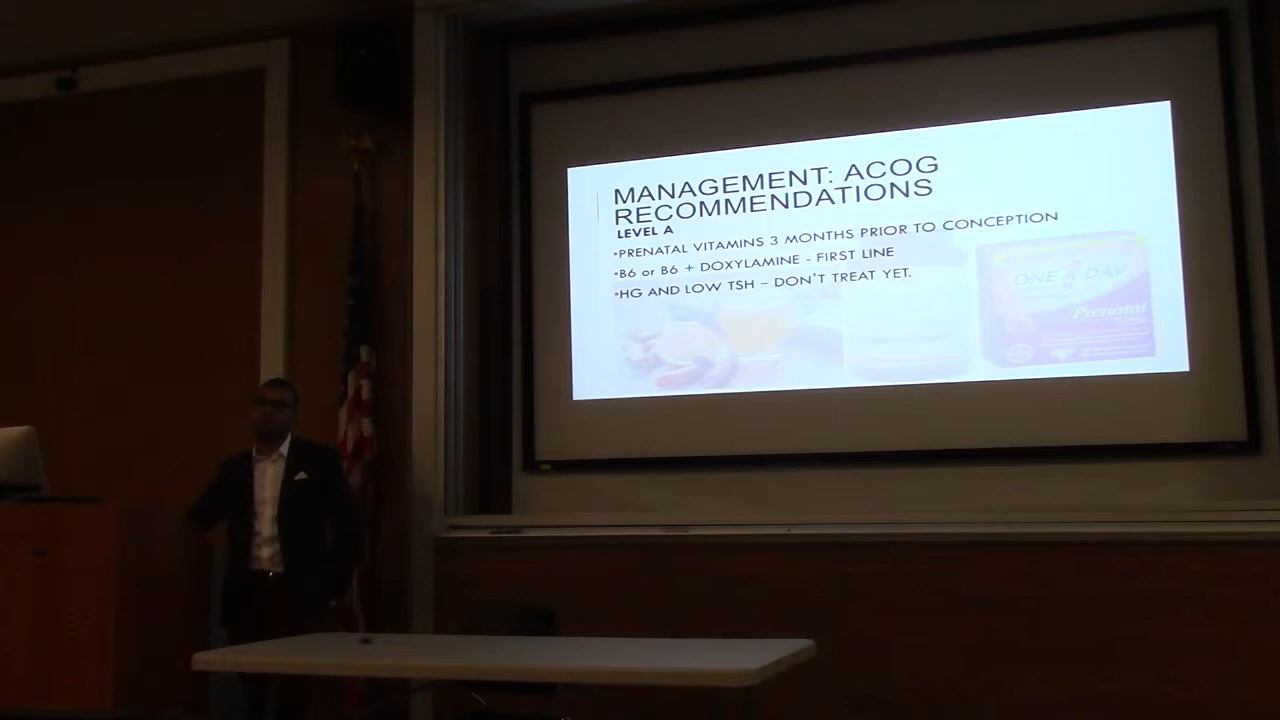 MANAGEMENT: ACOG
RECOMMENDATIONS
LEVEL A
•PRENATAL VITAMINS 3 MONTHS PRIOR TO CONCEPTION
•B6 or B6 + DOXYLAMINE - FIRST LINE
•HG AND LOW TSH – DON'T TREAT YET.
ONE A DAY
Prenatal